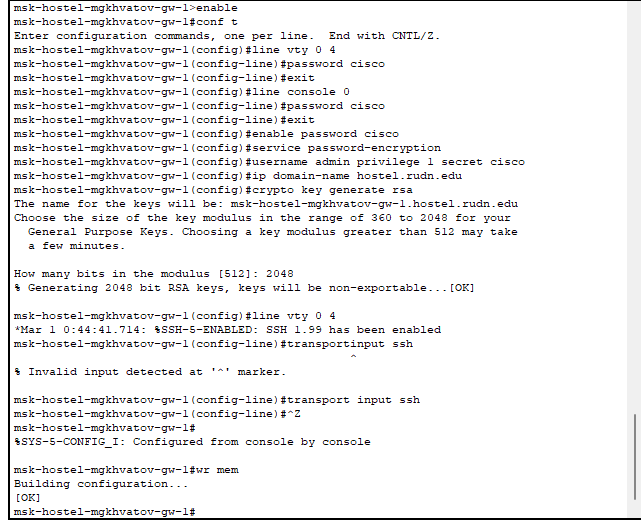 msk-hostel-mgkhvatov-gw-1>enable
msk-hostel-mgkhvatov-gw-1#conf t
Enter configuration commands, one per line.  End with CNTL/Z.
msk-hostel-mgkhvatov-gw-1(config)#line vty 0 4
msk-hostel-mgkhvatov-gw-1(config-line)#password cisco
msk-hostel-mgkhvatov-gw-1(config-line)#exit
msk-hostel-mgkhvatov-gw-1(config)#line console 0
msk-hostel-mgkhvatov-gw-1(config-line)#password cisco
msk-hostel-mgkhvatov-gw-1(config-line)#exit
msk-hostel-mgkhvatov-gw-1(config)#enable password cisco
msk-hostel-mgkhvatov-gw-1(config)#service password-encryption
msk-hostel-mgkhvatov-gw-1(config)#username admin privilege 1 secret cisco
msk-hostel-mgkhvatov-gw-1(config)#ip domain-name hostel.rudn.edu
msk-hostel-mgkhvatov-gw-1(config)#crypto key generate rsa
The name for the keys will be: msk-hostel-mgkhvatov-gw-1.hostel.rudn.edu
Choose the size of the key modulus in the range of 360 to 2048 for your
  General Purpose Keys. Choosing a key modulus greater than 512 may take
  a few minutes.

How many bits in the modulus [512]: 2048
% Generating 2048 bit RSA keys, keys will be non-exportable...[OK]

msk-hostel-mgkhvatov-gw-1(config)#line vty 0 4
*Mar 1 0:44:41.714: %SSH-5-ENABLED: SSH 1.99 has been enabled
msk-hostel-mgkhvatov-gw-1(config-line)#transportinput ssh
                                                 ^
% Invalid input detected at '^' marker.

msk-hostel-mgkhvatov-gw-1(config-line)#transport input ssh
msk-hostel-mgkhvatov-gw-1(config-line)#^Z
msk-hostel-mgkhvatov-gw-1#
%SYS-5-CONFIG_I: Configured from console by console

msk-hostel-mgkhvatov-gw-1#wr mem
Building configuration...
[OK]
msk-hostel-mgkhvatov-gw-1#